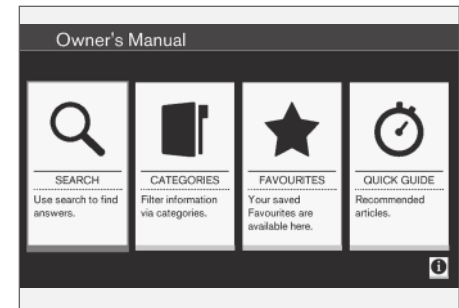 Owner's Manual
SEARCH
Use search to find
answers.
CATEGORIES
Filter information
via categories.
FAVOURITES
Your saved
Favourites are
available here.
QUICK GUIDE
Recommended
articles.
i